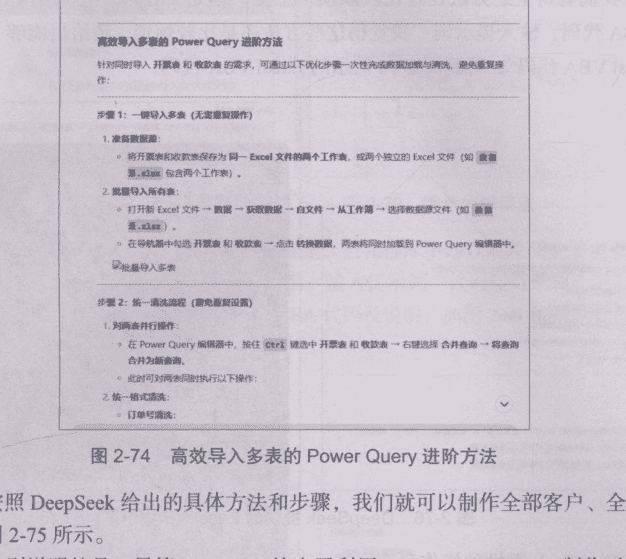 高效导入多表的 Power Query 进阶方法
针对同时导入 开票表 和 收款表 的需求，可通过以下优化步骤一次性完成数据加载与清洗，避免重复操
作：
步骤 1：一键导入多表（无需重复操作）
1. 准备数据源：
将开票表和收款表保存为 同一 Excel 文件的两个工作表，或两个独立的 Excel 文件（如 数据
源.xlsx 包含两个工作表）。
2. 批量导入所有表：
打开新 Excel 文件 → 数据 → 获取数据 → 自文件 → 从工作簿 → 选择数据源文件（如 数据
源.xlsx）。
在导航器中勾选 开票表 和 收款表 → 点击 转换数据，两表将同时加载到 Power Query 编辑器中。
批量导入多表
步骤 2：统一清洗流程（避免重复设置）
1. 对两表并行操作：
在 Power Query 编辑器中，按住 Ctrl 键选中 开票表 和 收款表 → 右键选择 合并查询 → 将查询
合并为新查询。
此时可对两表同时执行以下操作：
2. 统一格式清洗：
订单号清洗：
图 2-74 高效导入多表的 Power Query 进阶方法
按照 DeepSeek 给出的具体方法和步骤，我们就可以制作全部客户、全
图 2-75 所示。